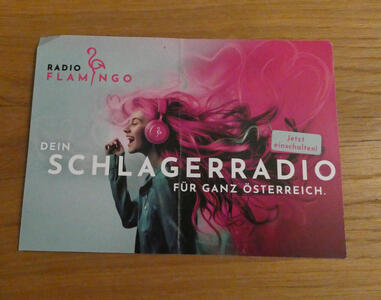 RADIO
FLAMINGO
DEIN
jetzt
einschalten!
SCHLAGERRADIO
FÜR GANZ ÖSTERREICH.